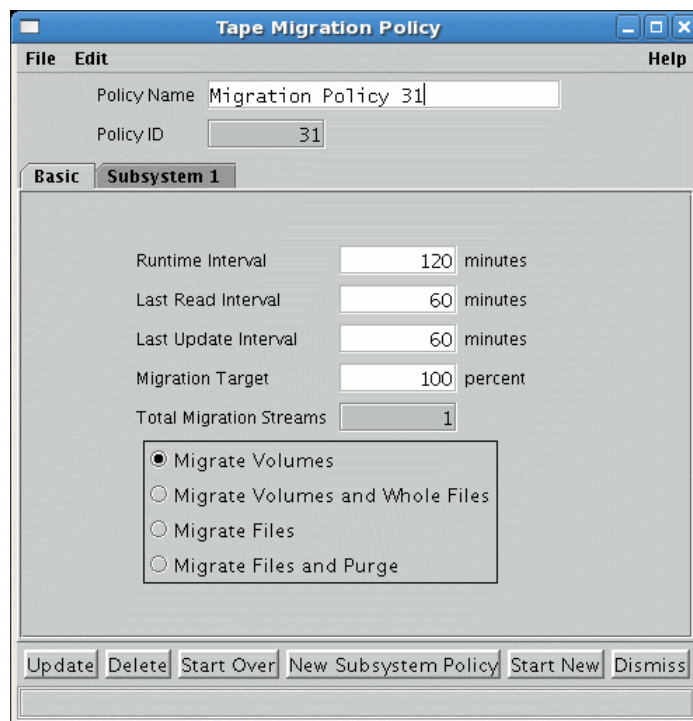 Tape Migration Policy
File Edit Help
Policy Name Migration Policy 31
Policy ID 31
Basic Subsystem 1
Runtime Interval 120 minutes
Last Read Interval 60 minutes
Last Update Interval 60 minutes
Migration Target 100 percent
Total Migration Streams 1
Migrate Volumes
Migrate Volumes and Whole Files
Migrate Files
Migrate Files and Purge
Update Delete Start Over New Subsystem Policy Start New Dismiss